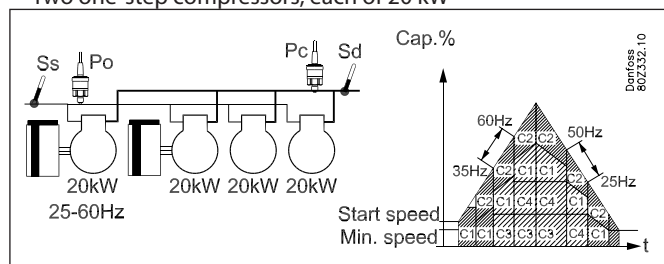 Two one-step compressors, each of 20 kW
Ss
Po
Pc
Sd
20kW
20kW
20kW
20kW
25-60Hz
Cap.%
Danfoss
80Z332.10
60Hz
50Hz
35Hz
25Hz
C2 C2
C2 C1 C1 C2
C2 C1 C4 C4 C1 C2
C1 C1 C3 C3 C3 C4 C1
Start speed
Min. speed
t